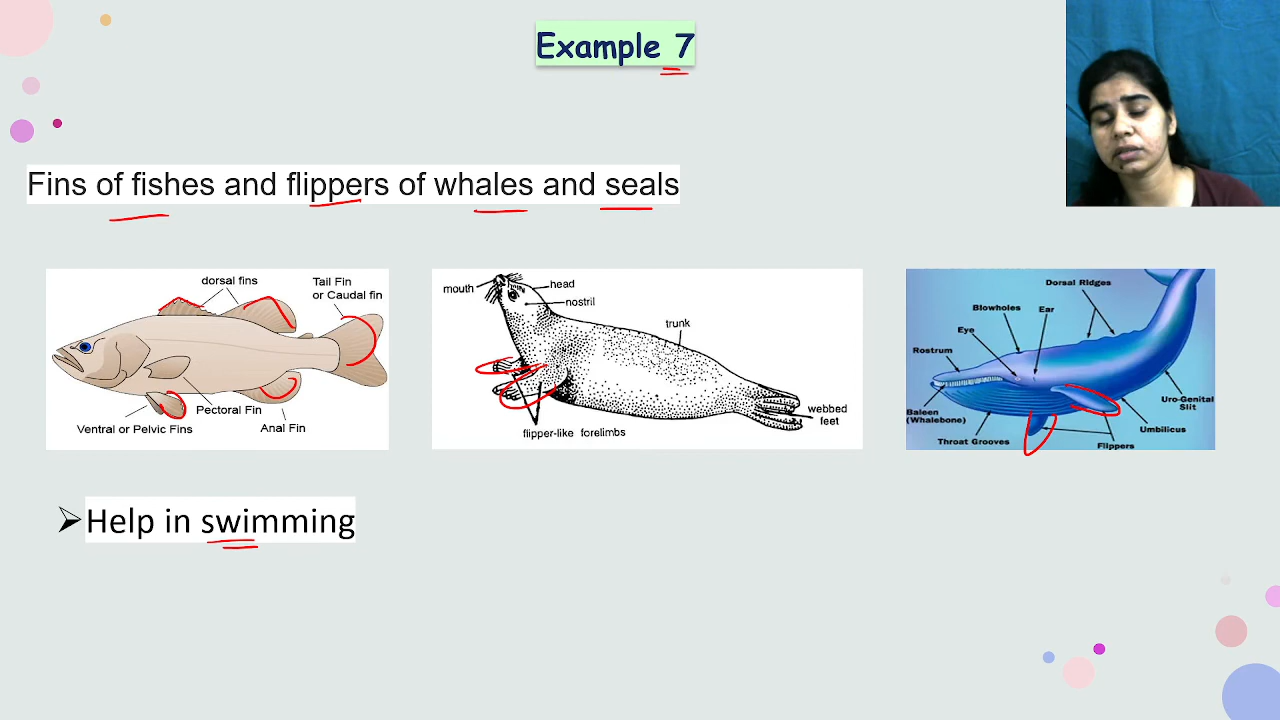 Example 7
Fins of fishes and flippers of whales and seals
dorsal fins
Tail Fin
or Caudal fin
Pectoral Fin
Ventral or Pelvic Fins
Anal Fin
mouth
head
nostril
trunk
webbed
feet
flipper-like forelimbs
Dorsal Ridges
Blowholes
Ear
Eye
Rostrum
Baleen
(Whalebone)
Throat Grooves
Flippers
Umbilicus
Uro-Genital
Slit
Help in swimming